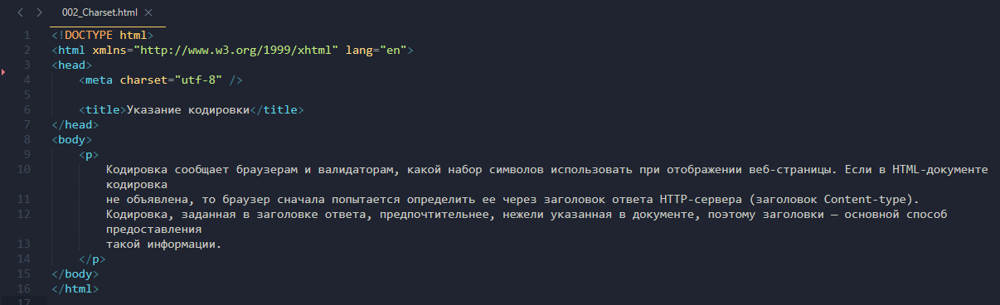 002_Charset.html ×
1 <!DOCTYPE html>
2 <html xmlns="http://www.w3.org/1999/xhtml" lang="en">
3 <head>
4 <meta charset="utf-8" />
5
6 <title>Указание кодировки</title>
7 </head>
8 <body>
9 <p>
10 Кодировка сообщает браузерам и валидаторам, какой набор символов использовать при отображении веб-страницы. Если в HTML-документе
кодировка
11 не объявлена, то браузер сначала попытается определить ее через заголовок ответа HTTP-сервера (заголовок Content-type).
12 Кодировка, заданная в заголовке ответа, предпочтительнее, нежели указанная в документе, поэтому заголовки — основной способ
предоставления
13 такой информации.
14 </p>
15 </body>
16 </html>
17